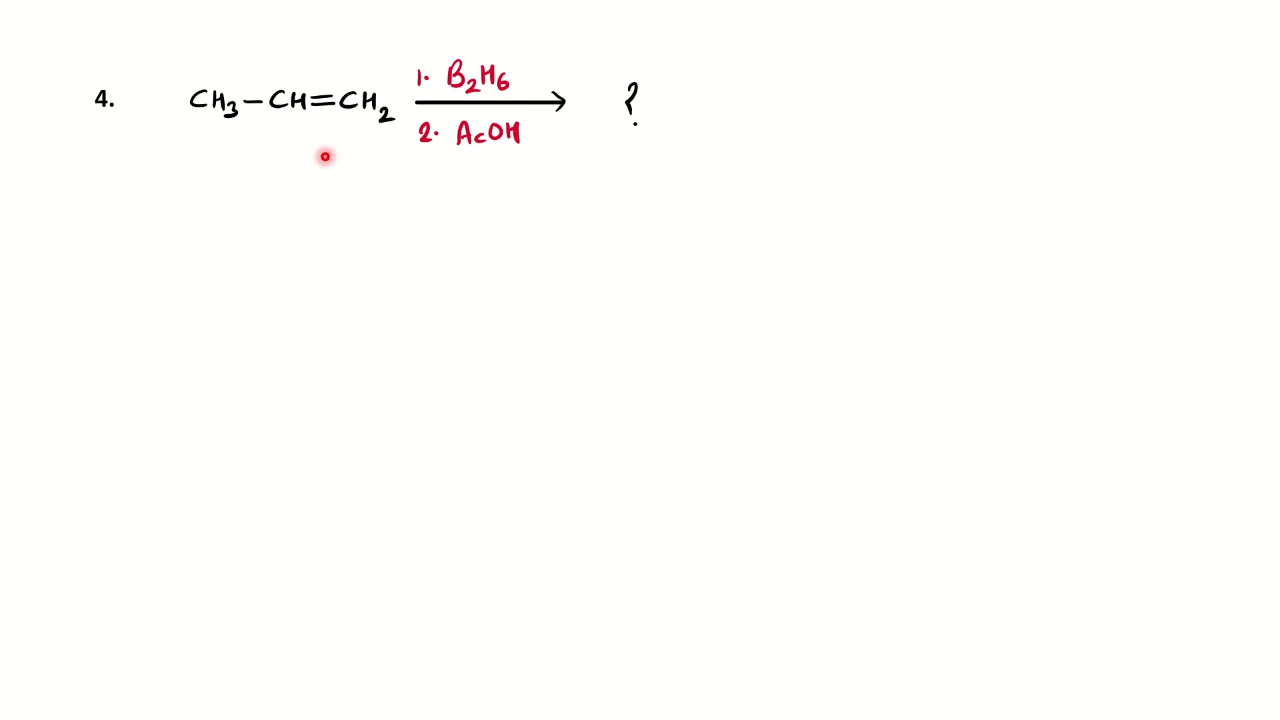 1. B₂H₆
4. CH₃–CH=CH₂ ⟶ ?
2. AcOH